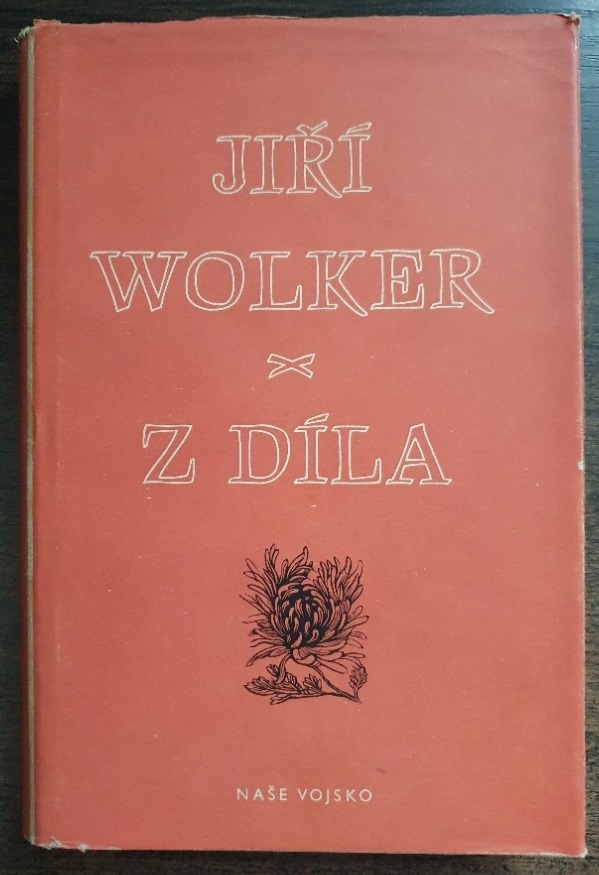 JIŘÍ
WOLKER
Z DÍLA
NAŠE VOJSKO